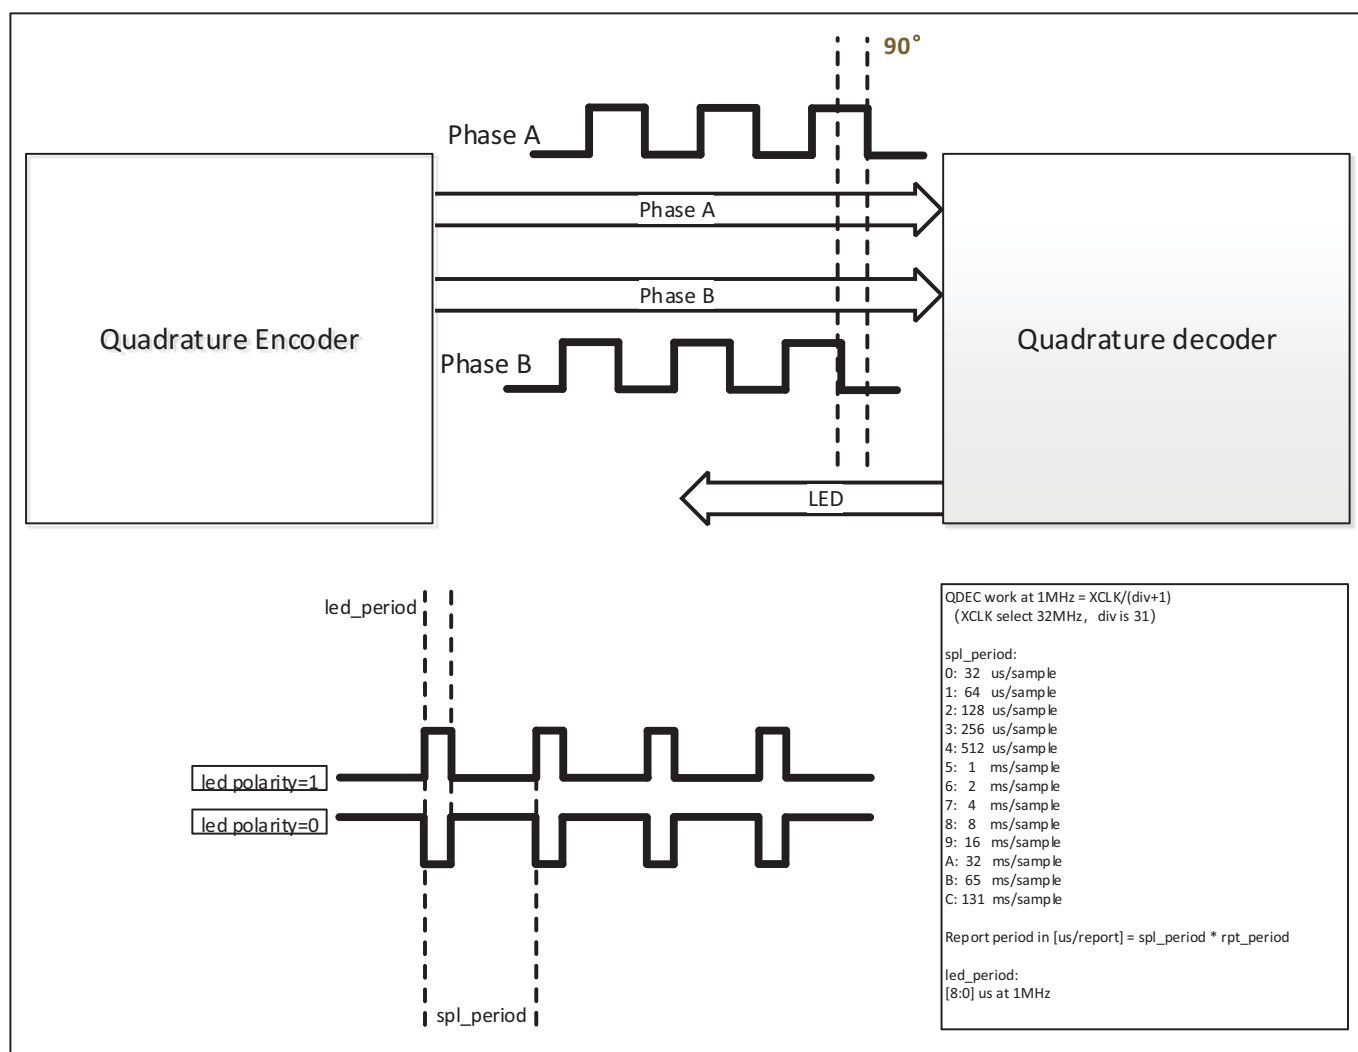 90°
Phase A
Phase A
Phase B
Quadrature Encoder
Quadrature decoder
Phase B
LED
led_period
led polarity=1
led polarity=0
spl_period
QDEC work at 1MHz = XCLK/(div+1)
(XCLK select 32MHz, div is 31)
spl_period:
0: 32 us/sample
1: 64 us/sample
2: 128 us/sample
3: 256 us/sample
4: 512 us/sample
5: 1 ms/sample
6: 2 ms/sample
7: 4 ms/sample
8: 8 ms/sample
9: 16 ms/sample
A: 32 ms/sample
B: 65 ms/sample
C: 131 ms/sample
Report period in [us/report] = spl_period * rpt_period
led_period:
[8:0] us at 1MHz